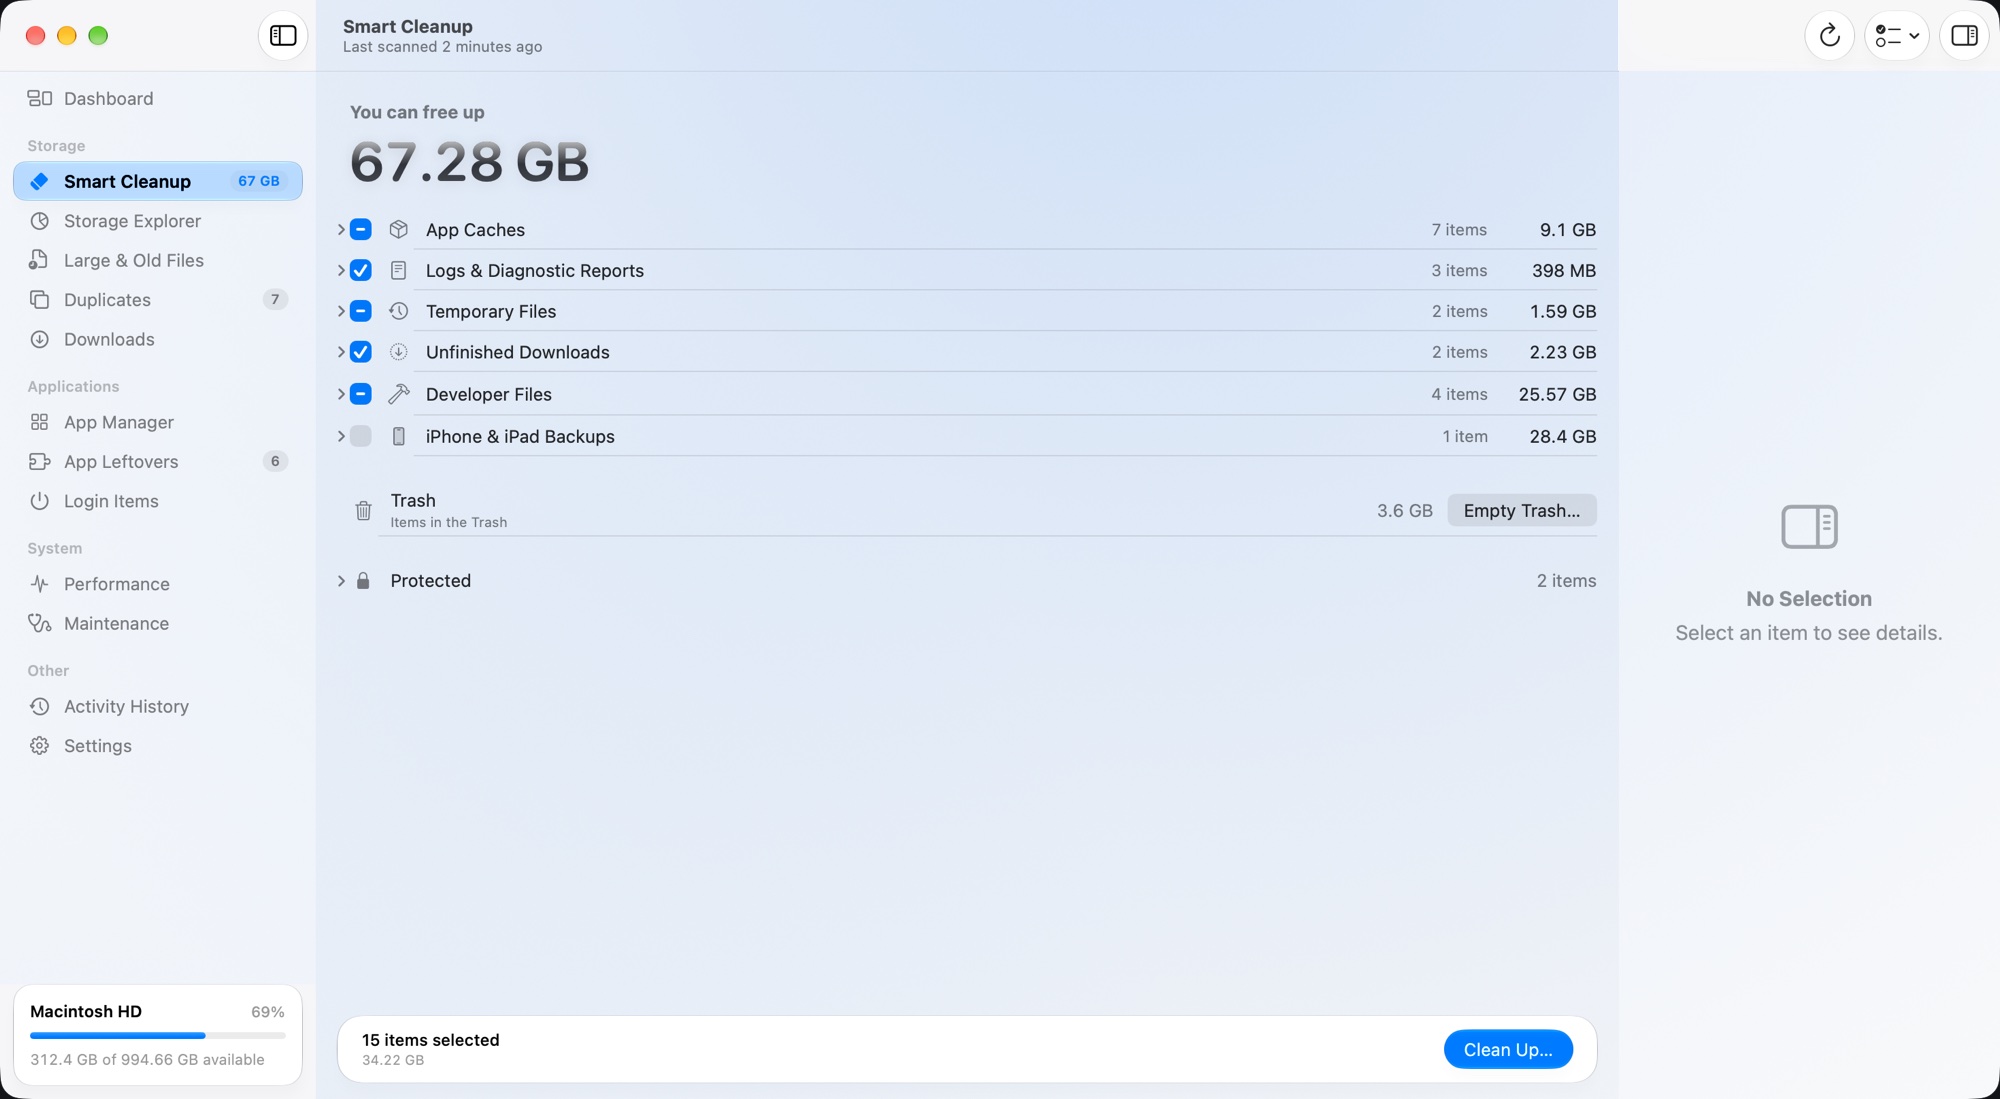 Smart Cleanup
Last scanned 2 minutes ago
Dashboard
Storage
Smart Cleanup 67 GB
Storage Explorer
Large & Old Files
Duplicates 7
Downloads
Applications
App Manager
App Leftovers 6
Login Items
System
Performance
Maintenance
Other
Activity History
Settings
Macintosh HD 69%
312.4 GB of 994.66 GB available
You can free up
67.28 GB
App Caches 7 items 9.1 GB
Logs & Diagnostic Reports 3 items 398 MB
Temporary Files 2 items 1.59 GB
Unfinished Downloads 2 items 2.23 GB
Developer Files 4 items 25.57 GB
iPhone & iPad Backups 1 item 28.4 GB
Trash 3.6 GB Empty Trash...
Items in the Trash
Protected 2 items
15 items selected
34.22 GB
Clean Up...
No Selection
Select an item to see details.